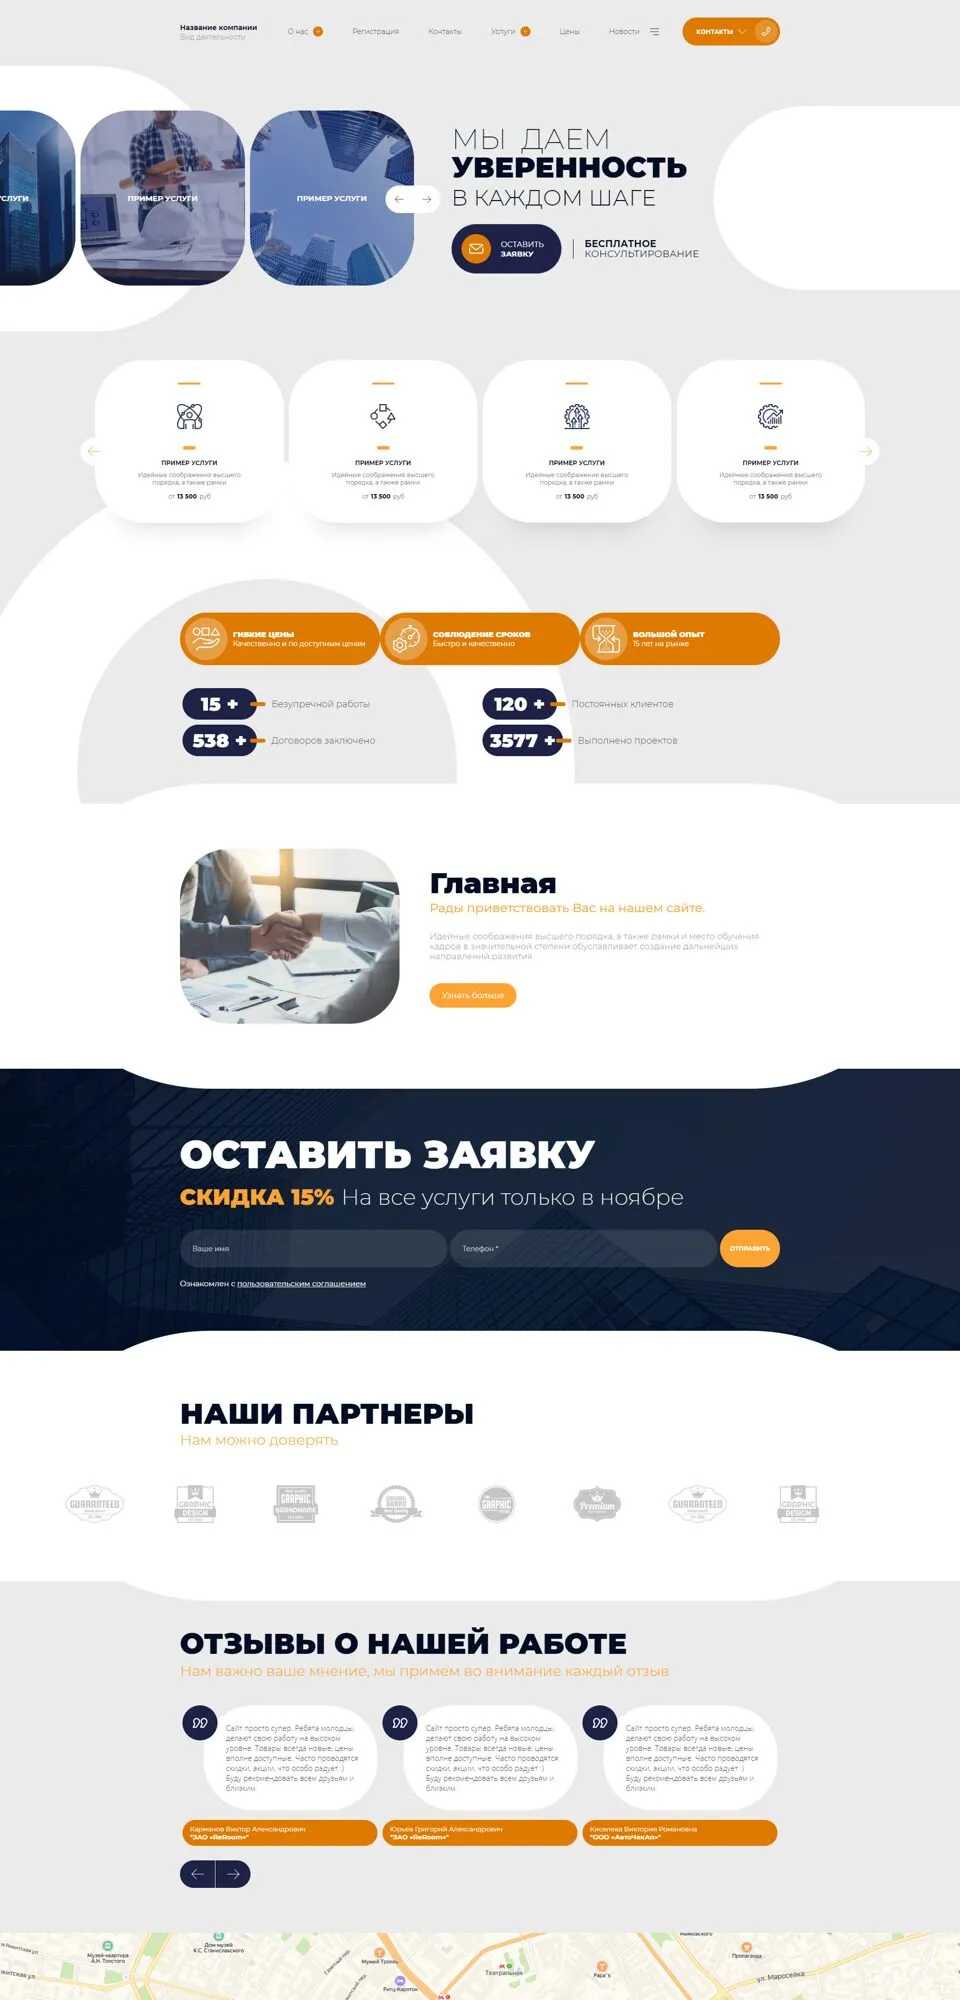 Название компании
Вид деятельности
О нас
Регистрация
Контакты
Услуги
Цены
Новости
КОНТАКТЫ
УСЛУГИ
ПРИМЕР УСЛУГИ
ПРИМЕР УСЛУГИ
МЫ ДАЕМ
УВЕРЕННОСТЬ
В КАЖДОМ ШАГЕ
ОСТАВИТЬ
ЗАЯВКУ
БЕСПЛАТНОЕ
КОНСУЛЬТИРОВАНИЕ
ПРИМЕР УСЛУГИ
Идейные соображения высшего
порядка, а также рамки
от 13 500 руб
ПРИМЕР УСЛУГИ
Идейные соображения высшего
порядка, а также рамки
от 13 500 руб
ПРИМЕР УСЛУГИ
Идейные соображения высшего
порядка, а также рамки
от 13 500 руб
ПРИМЕР УСЛУГИ
Идейные соображения высшего
порядка, а также рамки
от 13 500 руб
ГИБКИЕ ЦЕНЫ
Качественно и по доступным ценам
СОБЛЮДЕНИЕ СРОКОВ
Быстро и качественно
БОЛЬШОЙ ОПЫТ
15 лет на рынке
15 + Безупречной работы
120 + Постоянных клиентов
538 + Договоров заключено
3577 + Выполнено проектов
Главная
Рады приветствовать Вас на нашем сайте.
Идейные соображения высшего порядка, а также рамки и место обучения
кадров в значительной степени обуславливает создание дальнейших
направлений развития
Узнать больше
ОСТАВИТЬ ЗАЯВКУ
СКИДКА 15% На все услуги только в ноябре
Ваше имя
Телефон *
ОТПРАВИТЬ
Ознакомлен с пользовательским соглашением
НАШИ ПАРТНЕРЫ
Нам можно доверять
GUARANTEED
GRAPHIC
DESIGN
GRAPHIC
GRAPHIC
Premium
GUARANTEED
GRAPHIC
DESIGN
ОТЗЫВЫ О НАШЕЙ РАБОТЕ
Нам важно ваше мнение, мы примем во внимание каждый отзыв
Сайт просто супер. Ребята молодцы,
делают свою работу на высоком
уровне. Товары всегда новые, цены
вполне доступные. Часто проводятся
скидки, акции, что особо радует :)
Буду рекомендовать всем друзьям и
близким.
Карманов Виктор Александрович
"ЗАО «ReRoom»"
Сайт просто супер. Ребята молодцы,
делают свою работу на высоком
уровне. Товары всегда новые, цены
вполне доступные. Часто проводятся
скидки, акции, что особо радует :)
Буду рекомендовать всем друзьям и
близким.
Юрьев Григорий Александрович
"ЗАО «ReRoom»"
Сайт просто супер. Ребята молодцы,
делают свою работу на высоком
уровне. Товары всегда новые, цены
вполне доступные. Часто проводятся
скидки, акции, что особо радует :)
Буду рекомендовать всем друзьям и
близким.
Киселева Виктория Романовна
"ООО «АвтоЧекАп»"
Музей-квартира
А.Н. Толстого
Дом-музей
К.С. Станиславского
Газетный пер.
Мумий Тролль
Ритц-Карлтон
Театральная
Papa`s
Пропаганда
ул. Маросейка